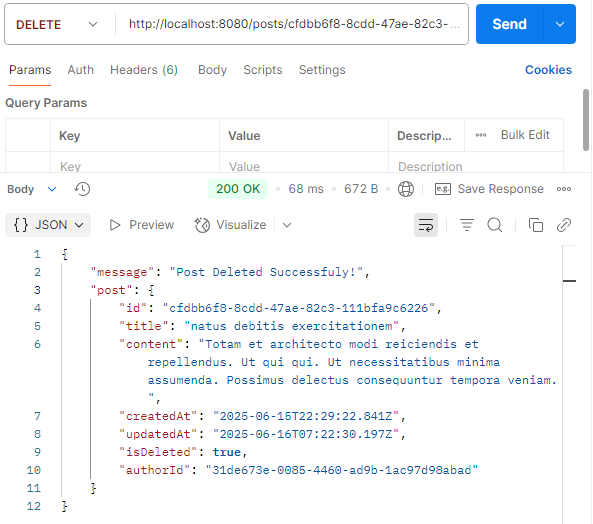 DELETE http://localhost:8080/posts/cfdbb6f8-8cdd-47ae-82c3-...
Send
Params Auth Headers (6) Body Scripts Settings Cookies
Query Params
Key Value Descrip... Bulk Edit
Key Value Description
Body 200 OK 68 ms 672 B e.g. Save Response
{} JSON Preview Visualize
1 {
2 "message": "Post Deleted Successfuly!",
3 "post": {
4 "id": "cfdbb6f8-8cdd-47ae-82c3-111bfa9c6226",
5 "title": "natus debitis exercitationem",
6 "content": "Totam et architecto modi reiciendis et
repellendus. Ut qui qui. Ut necessitatibus minima
assumenda. Possimus delectus consequuntur tempora veniam.
",
7 "createdAt": "2025-06-15T22:29:22.841Z",
8 "updatedAt": "2025-06-16T07:22:30.197Z",
9 "isDeleted": true,
10 "authorId": "31de673e-0085-4460-ad9b-1ac97d98abad"
11 }
12 }